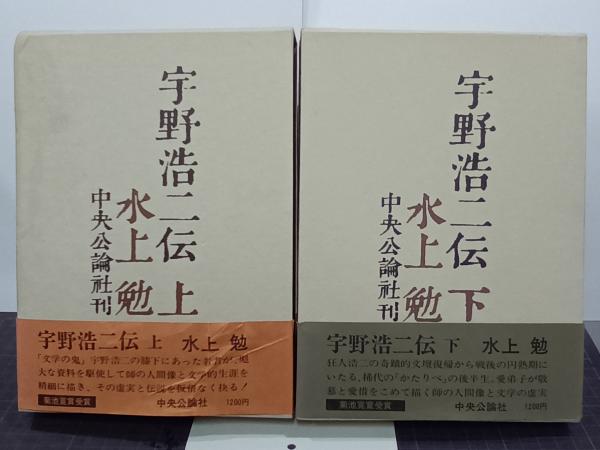 宇野浩二伝 上
水上 勉
中央公論社刊
宇野浩二伝 上 水上 勉
「文学の鬼」宇野浩二の膝下にあった著者が、厖
大な資料を駆使して師の人間像と文学的生涯を
精細に描き、その虚実と伝説を仮借なく抉る!
菊池寛賞受賞
中央公論社
1200円
宇野浩二伝 下
水上 勉
中央公論社刊
宇野浩二伝 下 水上 勉
狂人浩二の奇蹟的文壇復帰から戦後の円熟期に
いたる、稀代の「かたりべ」の後半生。愛弟子が敬
慕と愛惜をこめて描く師の人間像と文学の虚実
菊池寛賞受賞
中央公論社
1200円